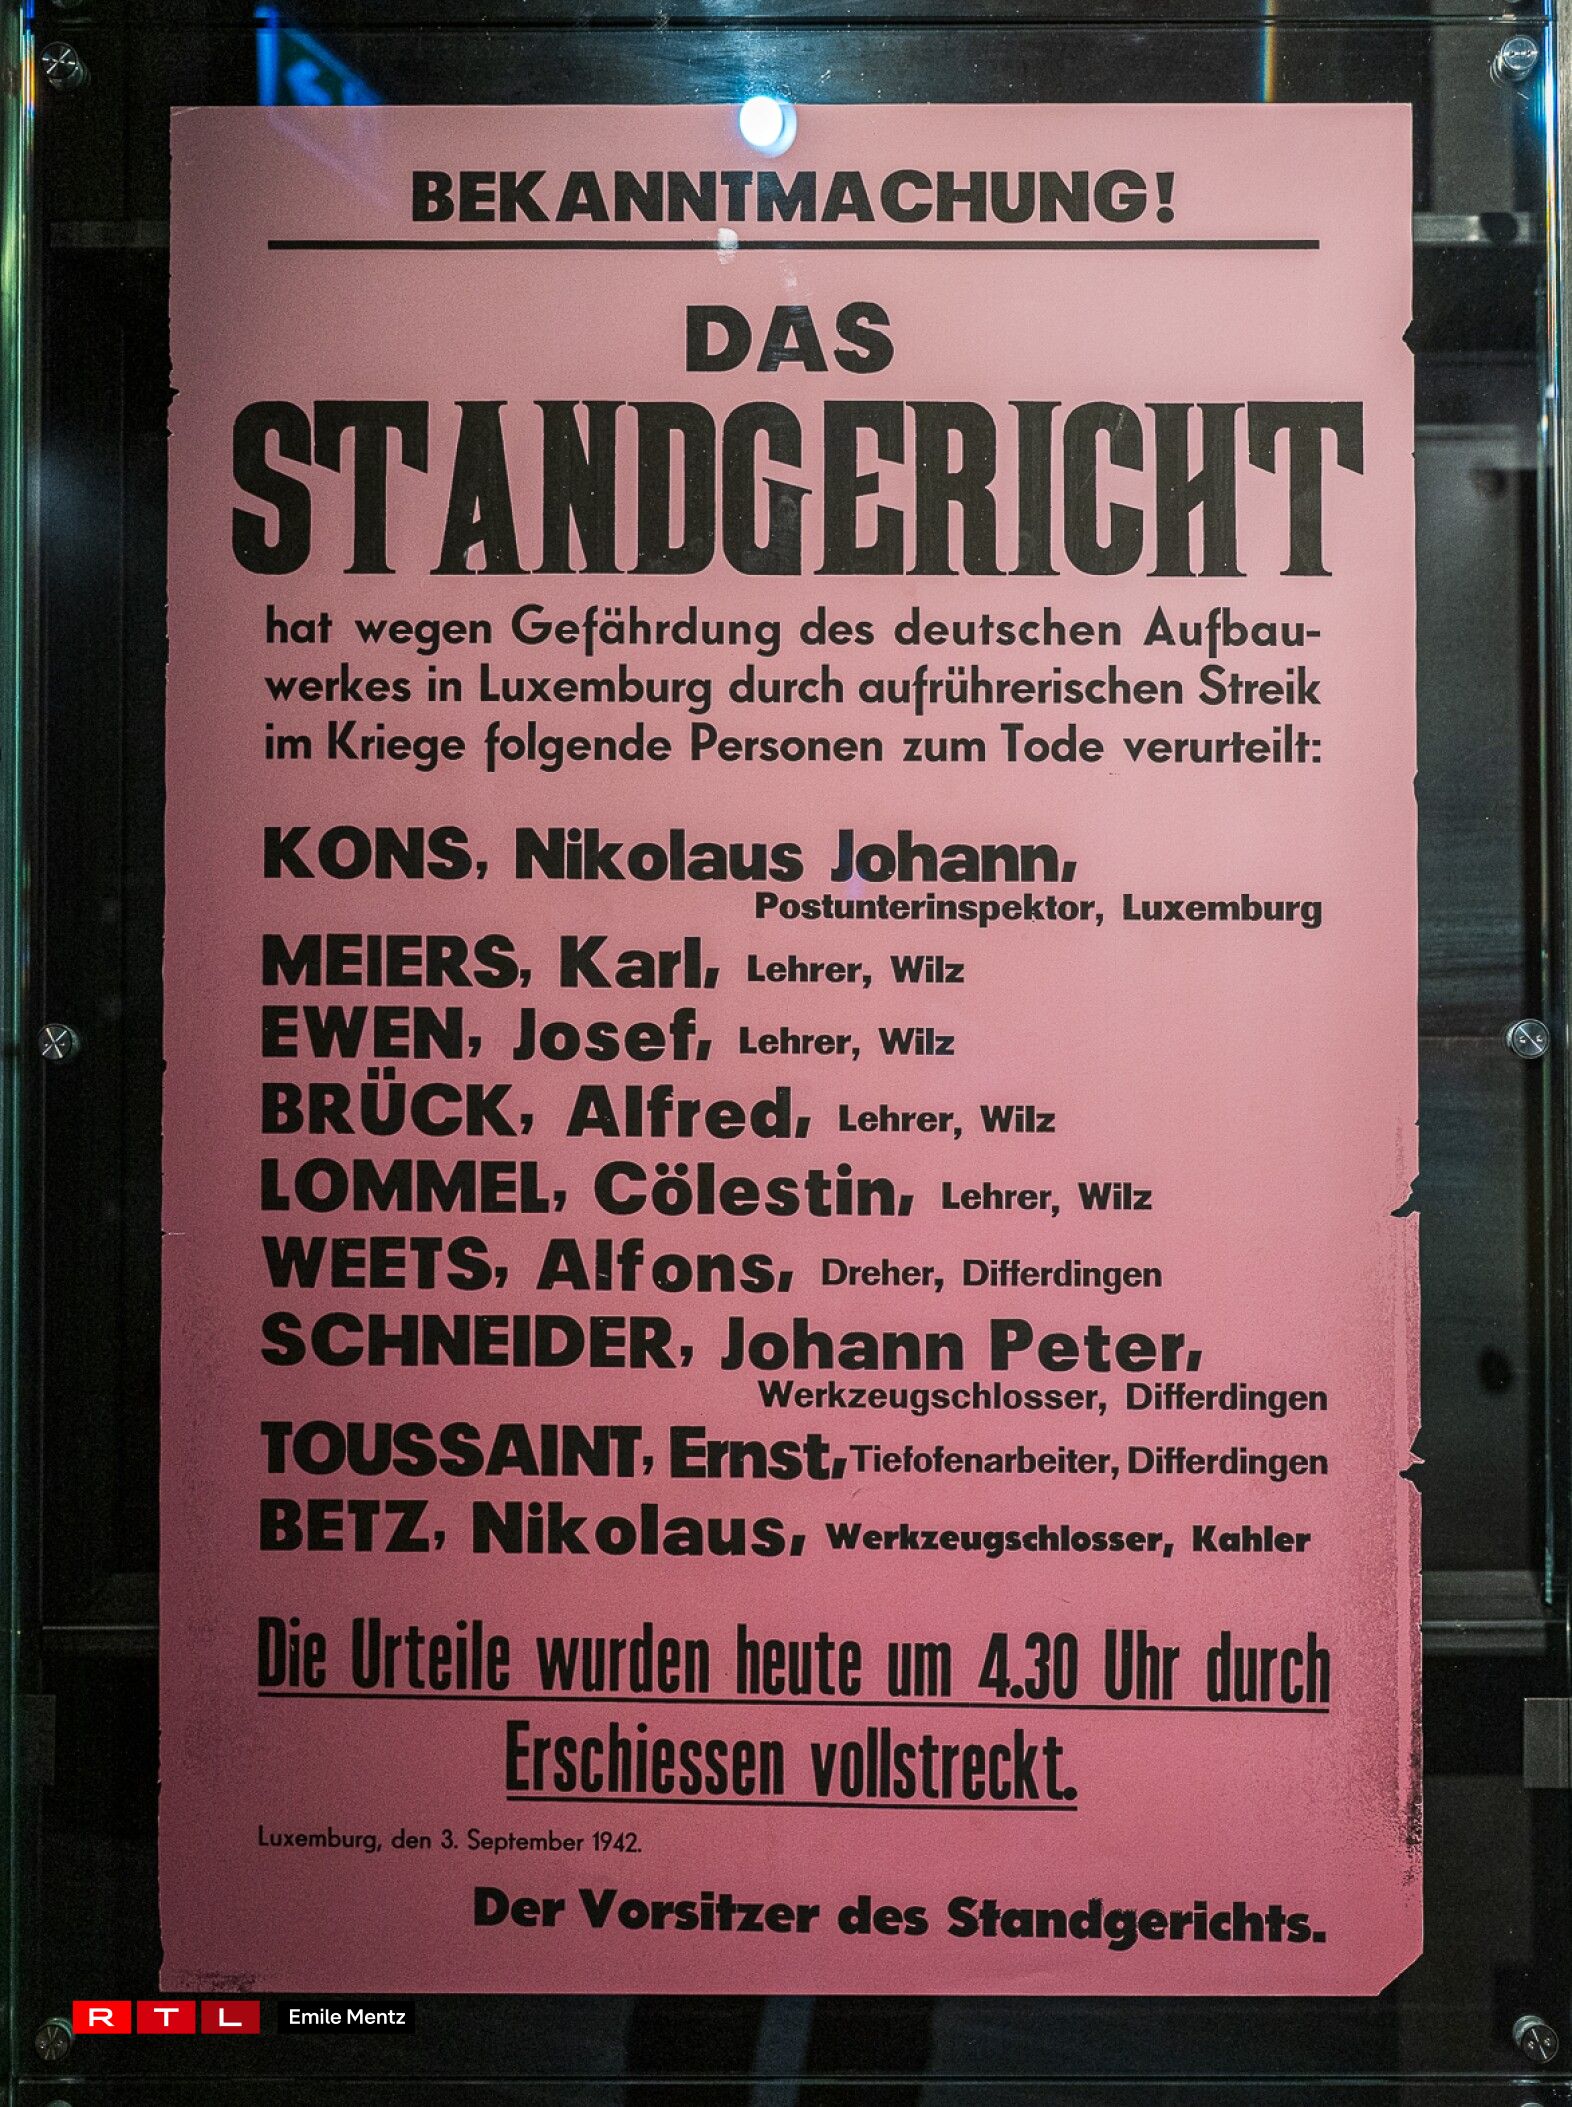 BEKANNTMACHUNG!
DAS
STANDGERICHT
hat wegen Gefährdung des deutschen Aufbau-
werkes in Luxemburg durch aufrührerischen Streik
im Kriege folgende Personen zum Tode verurteilt:
KONS, Nikolaus Johann,
Postunterinspektor, Luxemburg
MEIERS, Karl, Lehrer, Wilz
EWEN, Josef, Lehrer, Wilz
BRÜCK, Alfred, Lehrer, Wilz
LOMMEL, Cölestin, Lehrer, Wilz
WEETS, Alfons, Dreher, Differdingen
SCHNEIDER, Johann Peter,
Werkzeugschlosser, Differdingen
TOUSSAINT, Ernst, Tiefofenarbeiter, Differdingen
BETZ, Nikolaus, Werkzeugschlosser, Kahler
Die Urteile wurden heute um 4.30 Uhr durch
Erschiessen vollstreckt.
Luxemburg, den 3. September 1942.
Der Vorsitzer des Standgerichts.
RTL Emile Mentz